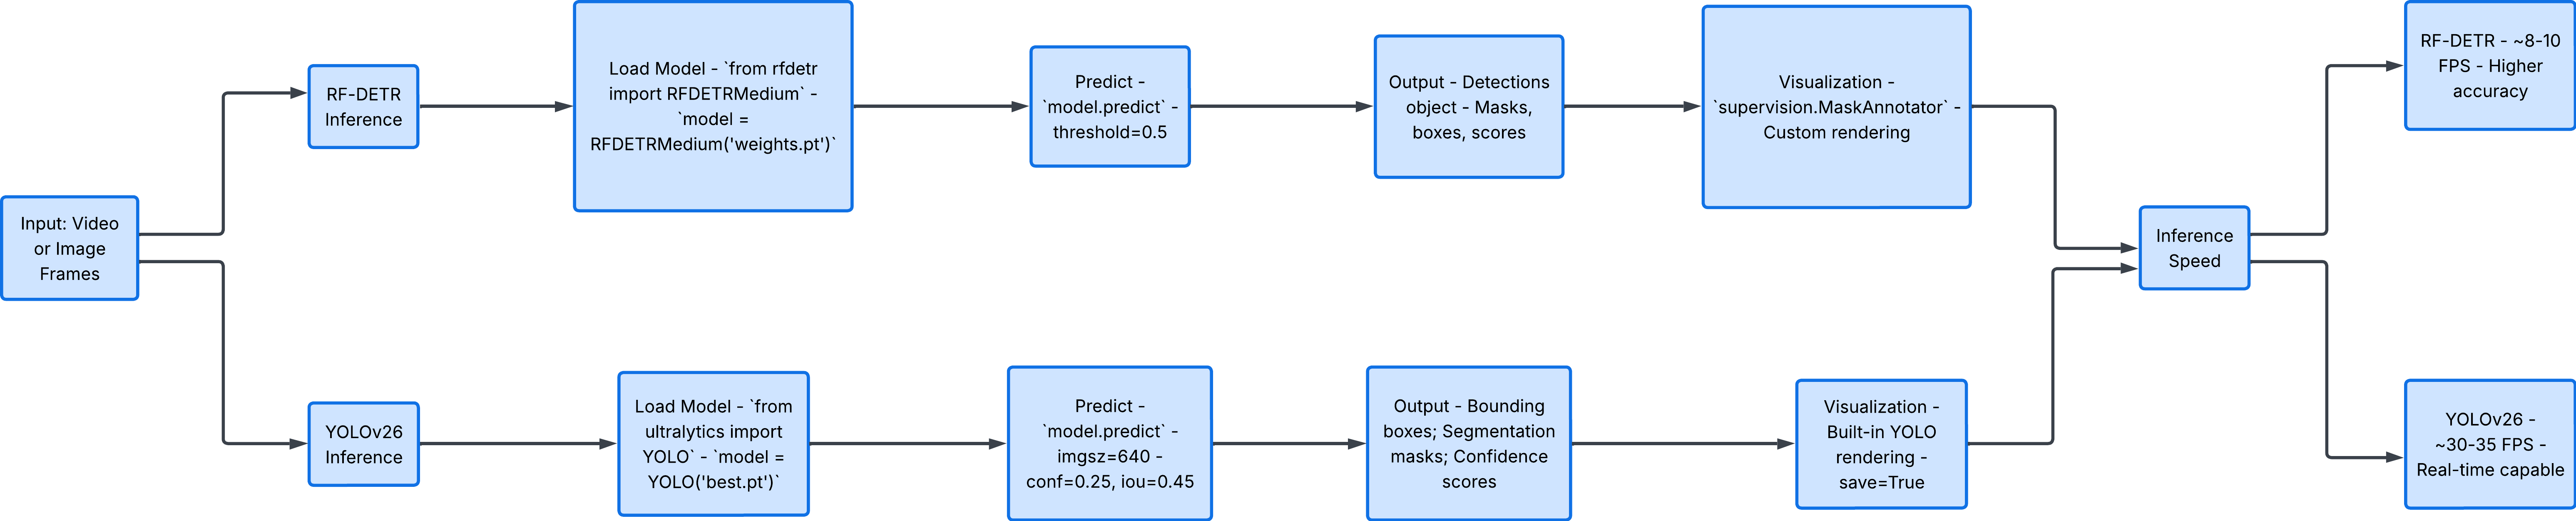 Input: Video
or Image
Frames
RF-DETR
Inference
Load Model - `from rfdetr
import RFDETRMedium` -
`model =
RFDETRMedium('weights.pt')`
Predict -
`model.predict` -
threshold=0.5
Output - Detections
object - Masks,
boxes, scores
Visualization -
`supervision.MaskAnnotator` -
Custom rendering
YOLOv26
Inference
Load Model - `from
ultralytics import
YOLO` - `model =
YOLO('best.pt')`
Predict -
`model.predict` -
imgsz=640 -
conf=0.25, iou=0.45
Output - Bounding
boxes; Segmentation
masks; Confidence
scores
Visualization -
Built-in YOLO
rendering -
save=True
Inference
Speed
RF-DETR - ~8-10
FPS - Higher
accuracy
YOLOv26 -
~30-35 FPS -
Real-time capable